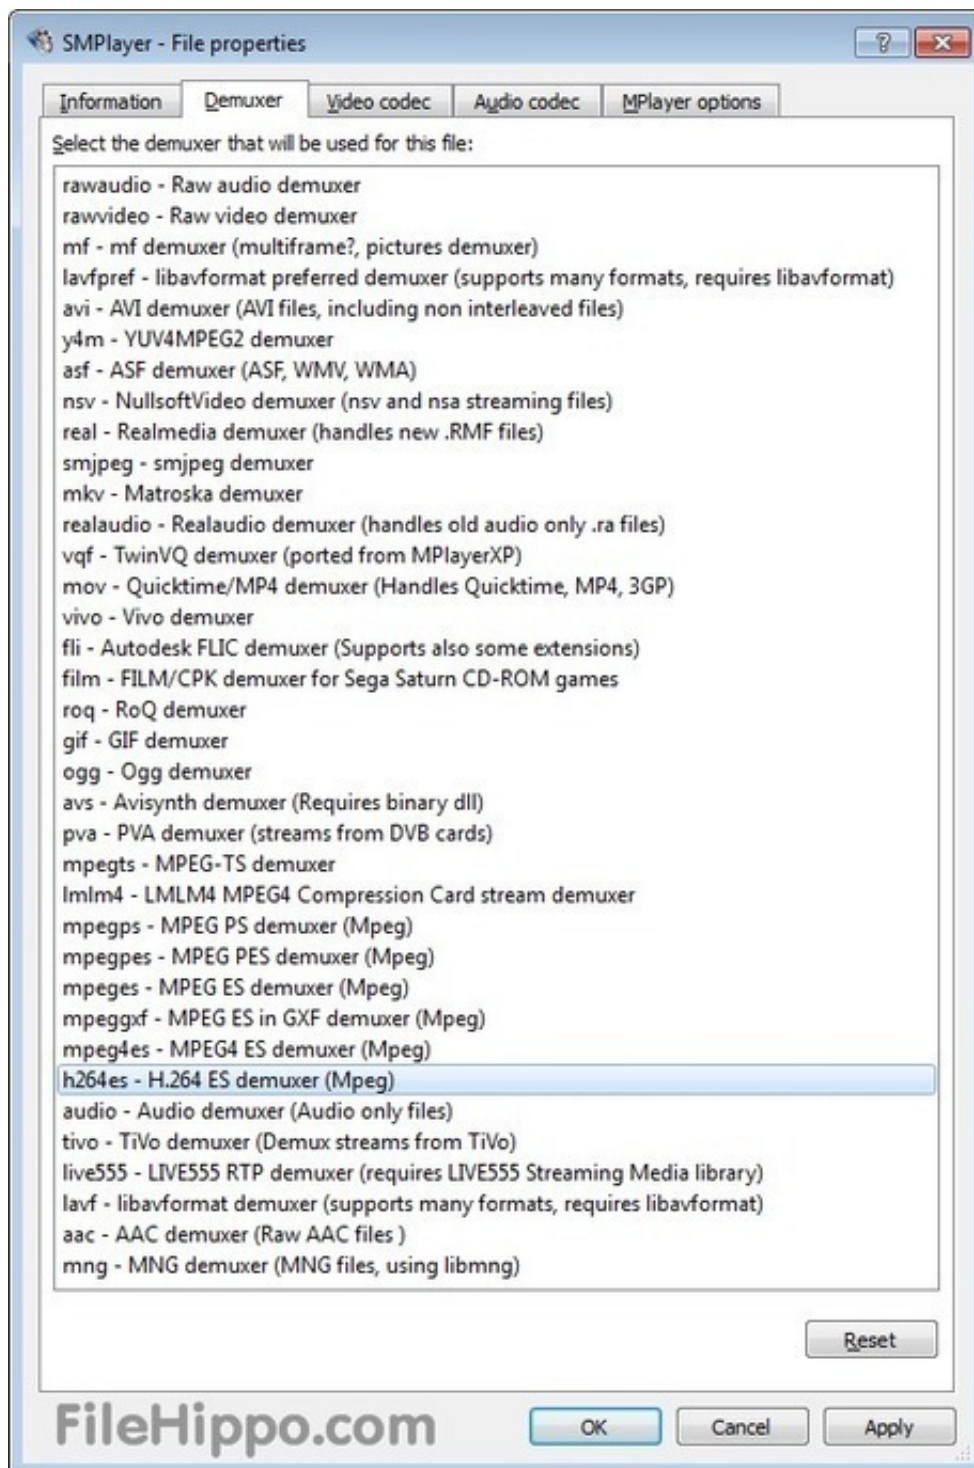 SMPlayer - File properties
Information Demuxer Video codec Audio codec MPlayer options
Select the demuxer that will be used for this file:
rawaudio - Raw audio demuxer
rawvideo - Raw video demuxer
mf - mf demuxer (multiframe?, pictures demuxer)
lavfpref - libavformat preferred demuxer (supports many formats, requires libavformat)
avi - AVI demuxer (AVI files, including non interleaved files)
y4m - YUV4MPEG2 demuxer
asf - ASF demuxer (ASF, WMV, WMA)
nsv - NullsoftVideo demuxer (nsv and nsa streaming files)
real - Realmedia demuxer (handles new .RMF files)
smjpeg - smjpeg demuxer
mkv - Matroska demuxer
realaudio - Realaudio demuxer (handles old audio only .ra files)
vqf - TwinVQ demuxer (ported from MPlayerXP)
mov - Quicktime/MP4 demuxer (Handles Quicktime, MP4, 3GP)
vivo - Vivo demuxer
fli - Autodesk FLIC demuxer (Supports also some extensions)
film - FILM/CPK demuxer for Sega Saturn CD-ROM games
roq - RoQ demuxer
gif - GIF demuxer
ogg - Ogg demuxer
avs - Avisynth demuxer (Requires binary dll)
pva - PVA demuxer (streams from DVB cards)
mpegts - MPEG-TS demuxer
lmlm4 - LMLM4 MPEG4 Compression Card stream demuxer
mpegps - MPEG PS demuxer (Mpeg)
mpegpes - MPEG PES demuxer (Mpeg)
mpeges - MPEG ES demuxer (Mpeg)
mpeggxf - MPEG ES in GXF demuxer (Mpeg)
mpeg4es - MPEG4 ES demuxer (Mpeg)
h264es - H.264 ES demuxer (Mpeg)
audio - Audio demuxer (Audio only files)
tivo - TiVo demuxer (Demux streams from TiVo)
live555 - LIVE555 RTP demuxer (requires LIVE555 Streaming Media library)
lavf - libavformat demuxer (supports many formats, requires libavformat)
aac - AAC demuxer (Raw AAC files )
mng - MNG demuxer (MNG files, using libmng)
Reset
FileHippo.com OK Cancel Apply